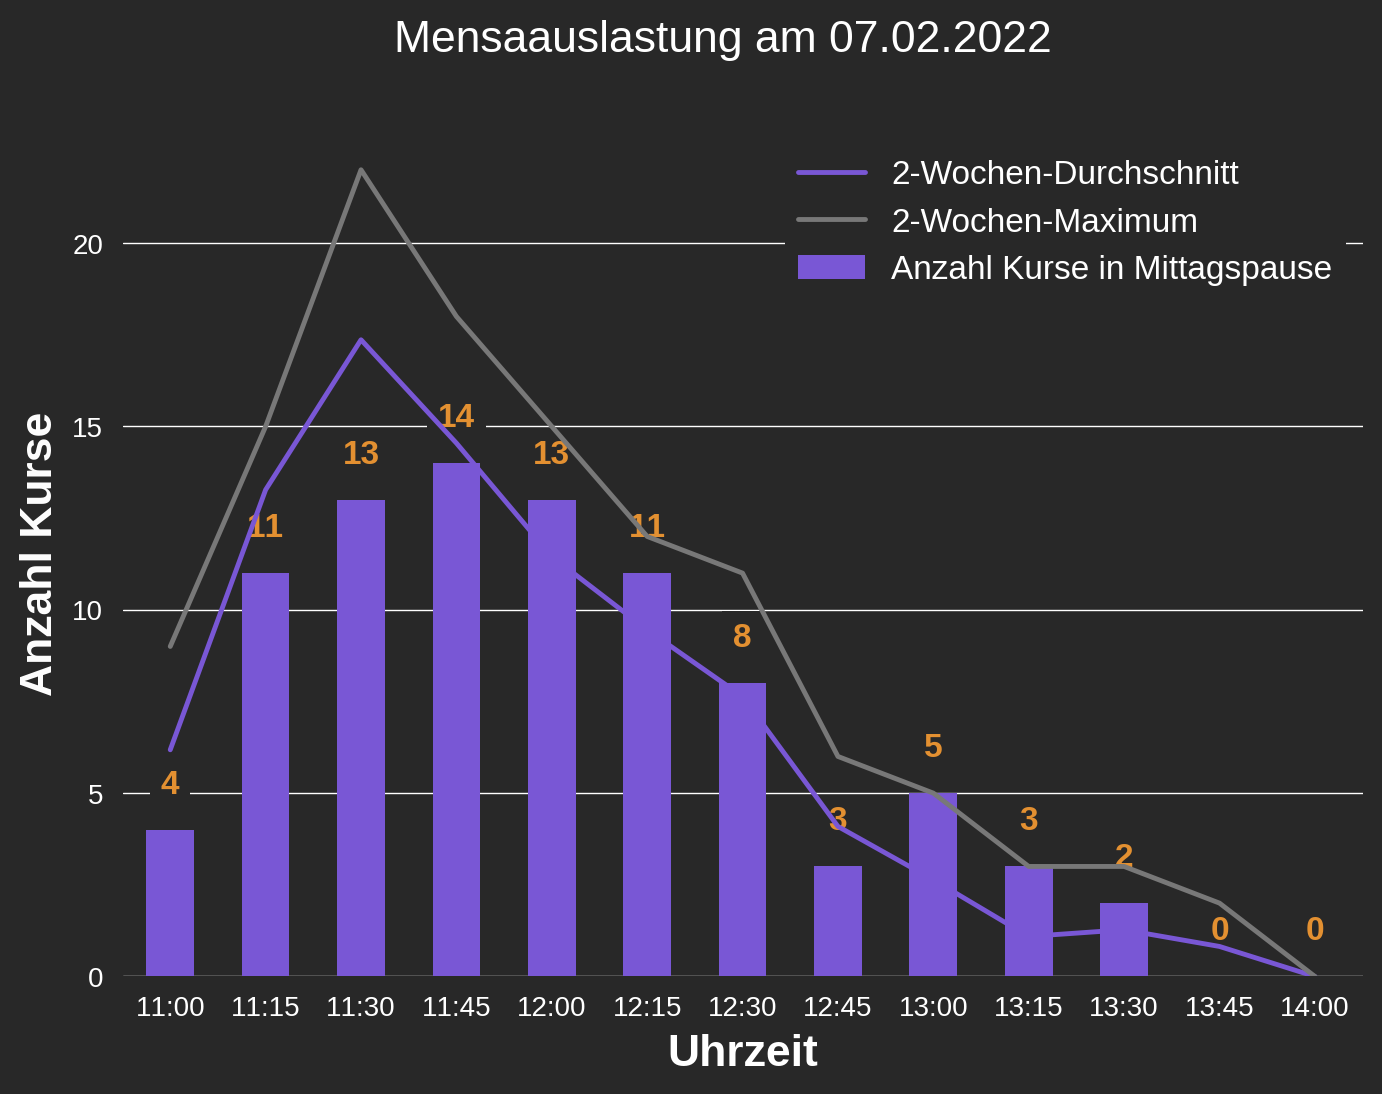 Mensaauslastung am 07.02.2022
2-Wochen-Durchschnitt
2-Wochen-Maximum
Anzahl Kurse in Mittagspause
Anzahl Kurse
20
15
10
5
0
4
11
13
14
13
11
8
3
5
3
2
0
0
11:00 11:15 11:30 11:45 12:00 12:15 12:30 12:45 13:00 13:15 13:30 13:45 14:00
Uhrzeit